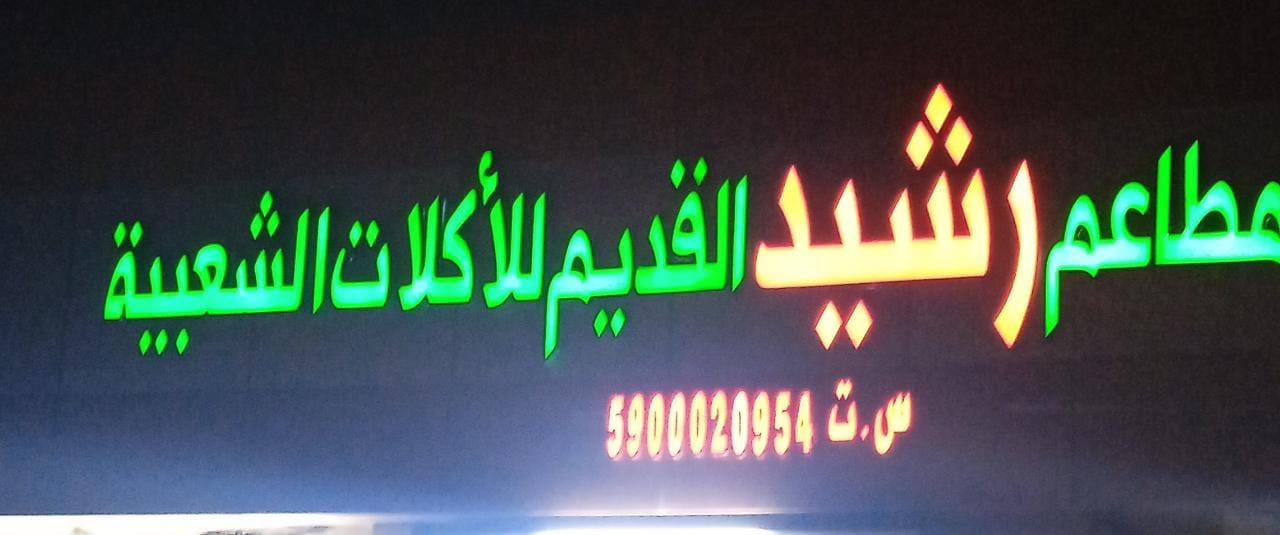 مطاعم رشيد القديم للأكلات الشعبية
س.ت 5900020954